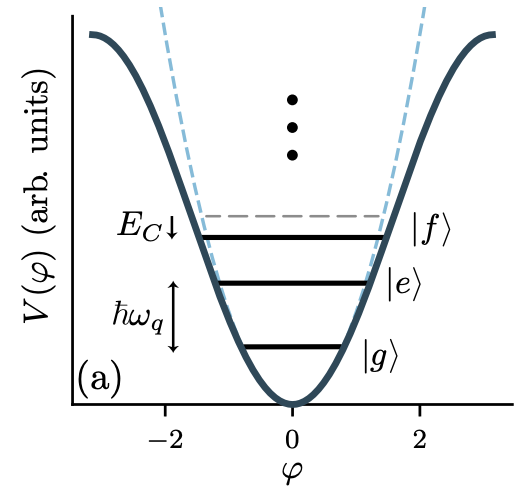 V(φ) (arb. units)
E_C
|f⟩
|e⟩
ħω_q
|g⟩
(a)
−2 0 2
φ